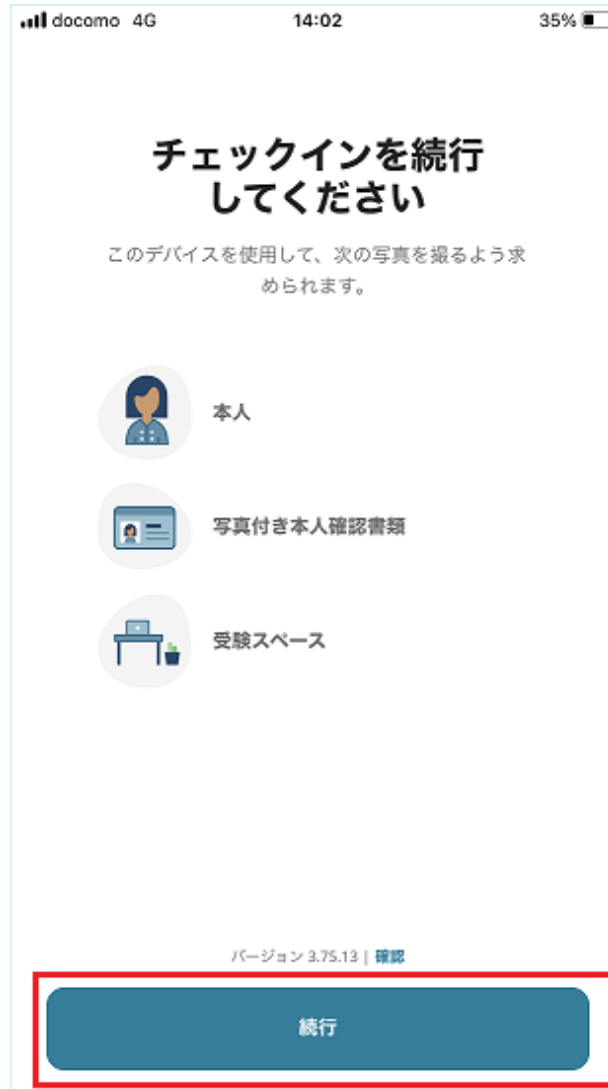 docomo 4G 14:02 35%
チェックインを続行
してください
このデバイスを使用して、次の写真を撮るよう求
められます。
本人
写真付き本人確認書類
受験スペース
バージョン 3.75.13 | 確認
続行